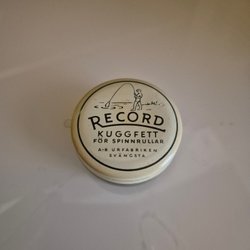 RECORD
KUGGFETT
FÖR SPINNRULLAR
A-B URFABRIKEN
SVÄNGSTA